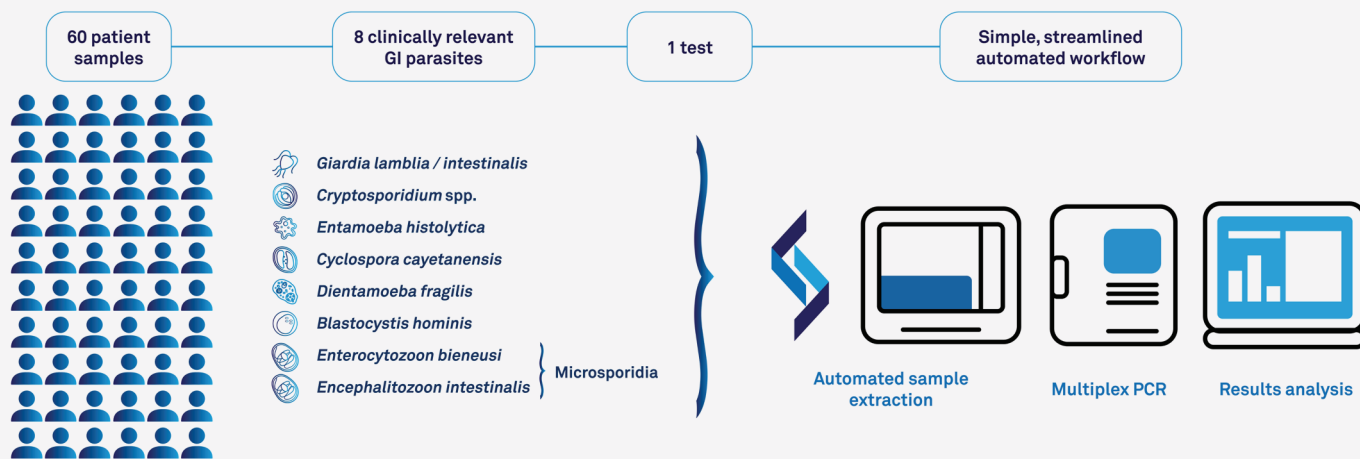 60 patient
samples
8 clinically relevant
GI parasites
1 test
Simple, streamlined
automated workflow
Giardia lamblia / intestinalis
Cryptosporidium spp.
Entamoeba histolytica
Cyclospora cayetanensis
Dientamoeba fragilis
Blastocystis hominis
Enterocytozoon bieneusi
Encephalitozoon intestinalis
Microsporidia
Automated sample
extraction
Multiplex PCR
Results analysis